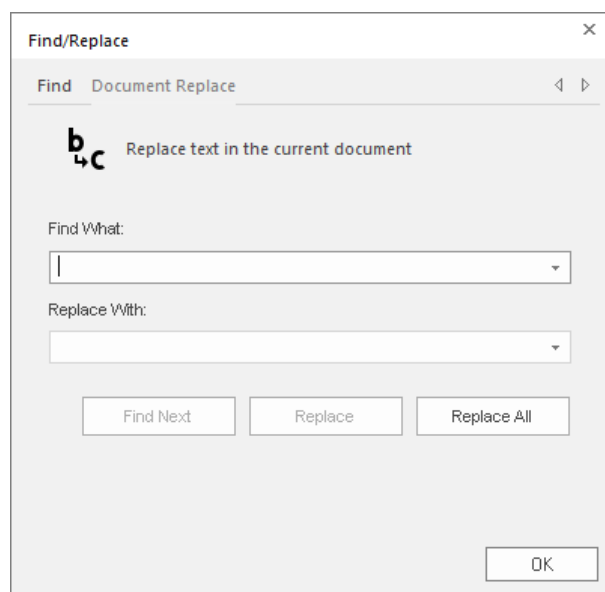 Find/Replace
Find Document Replace
b
c
Replace text in the current document
Find What:
Replace With:
Find Next Replace Replace All
OK